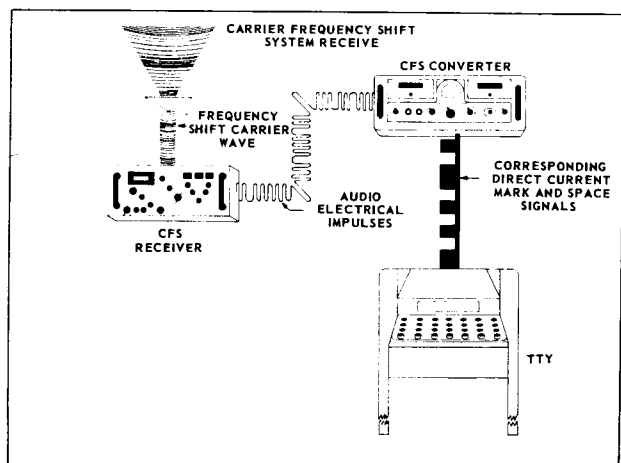 CARRIER FREQUENCY SHIFT
SYSTEM RECEIVE
CFS CONVERTER
FREQUENCY
SHIFT CARRIER
WAVE
CORRESPONDING
DIRECT CURRENT
MARK AND SPACE
SIGNALS
AUDIO
ELECTRICAL
IMPULSES
CFS
RECEIVER
TTY